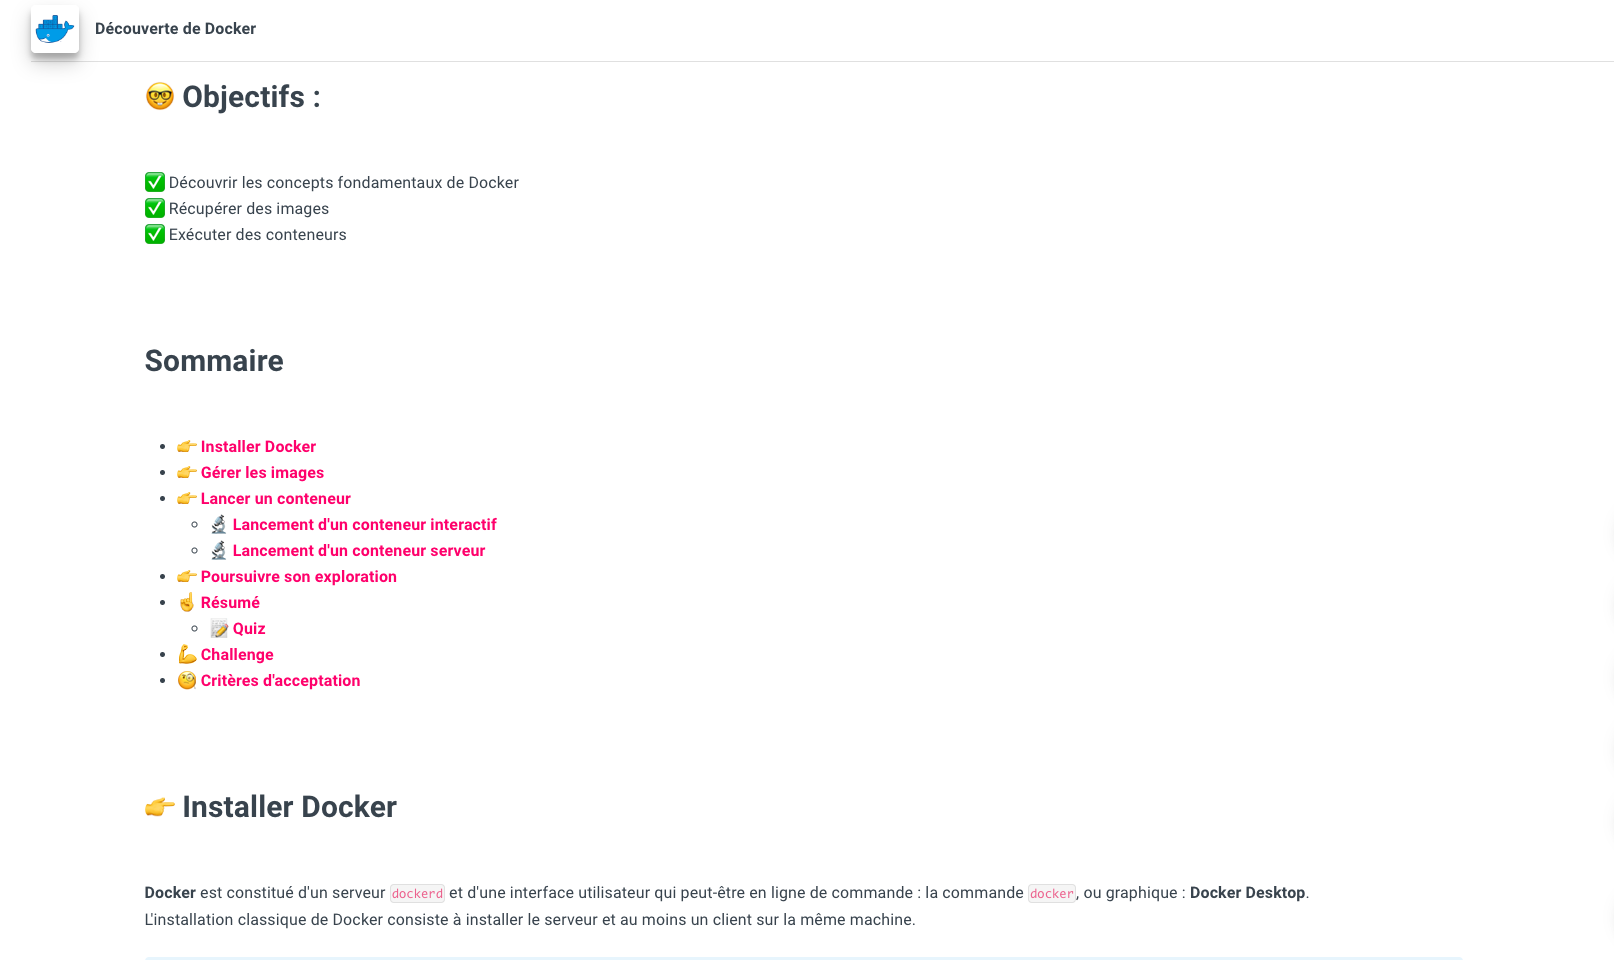 Découverte de Docker
🤓 Objectifs :
✅ Découvrir les concepts fondamentaux de Docker
✅ Récupérer des images
✅ Exécuter des conteneurs
Sommaire
• 👉 Installer Docker
• 👉 Gérer les images
• 👉 Lancer un conteneur
◦ 🔬 Lancement d'un conteneur interactif
◦ 🔬 Lancement d'un conteneur serveur
• 👉 Poursuivre son exploration
• ☝️ Résumé
◦ 📝 Quiz
• 💪 Challenge
• 🧐 Critères d'acceptation
👉 Installer Docker
Docker est constitué d'un serveur dockerd et d'une interface utilisateur qui peut-être en ligne de commande : la commande docker, ou graphique : Docker Desktop.
L'installation classique de Docker consiste à installer le serveur et au moins un client sur la même machine.